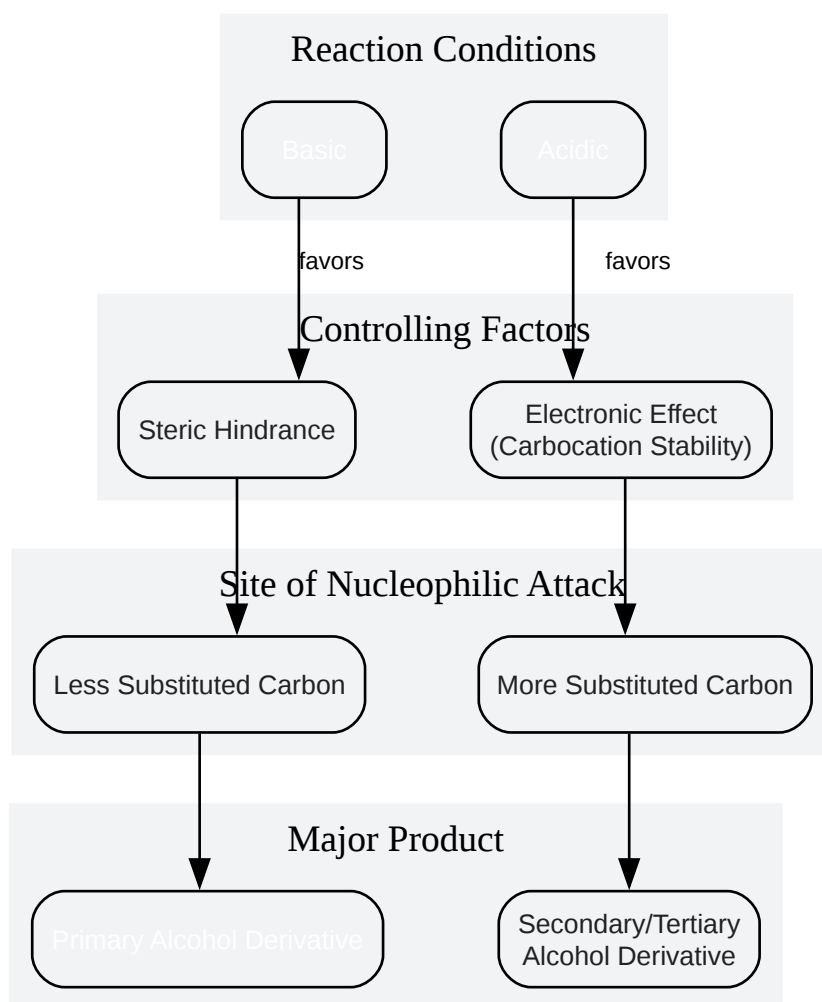 Reaction Conditions
Basic
Acidic
favors
favors
Controlling Factors
Steric Hindrance
Electronic Effect
(Carbocation Stability)
Site of Nucleophilic Attack
Less Substituted Carbon
More Substituted Carbon
Major Product
Primary Alcohol Derivative
Secondary/Tertiary
Alcohol Derivative